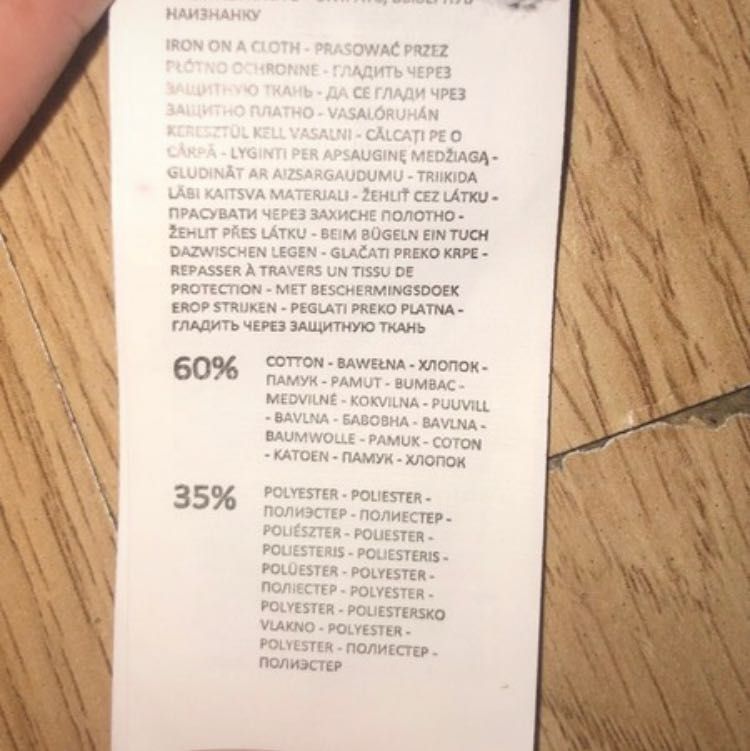 НАИЗНАНКУ
IRON ON A CLOTH - PRASOWAĆ PRZEZ
PŁÓTNO OCHRONNE - ГЛАДИТЬ ЧЕРЕЗ
ЗАЩИТНУЮ ТКАНЬ - ДА СЕ ГЛАДИ ЧРЕЗ
ЗАЩИТНО ПЛАТНО - VASALÓRUHÁN
KERESZTÜL KELL VASALNI - CĂLCAȚI PE O
CÂRPĂ - LYGINTI PER APSAUGINĘ MEDŽIAGĄ -
GLUDINĀT AR AIZSARGAUDUMU - TRIIKIDA
LÄBI KAITSVA MATERJALI - ŽEHLIŤ CEZ LÁTKU -
ПРАСУВАТИ ЧЕРЕЗ ЗАХИСНЕ ПОЛОТНО -
ŽEHLIT PŘES LÁTKU - BEIM BÜGELN EIN TUCH
DAZWISCHEN LEGEN - GLAČATI PREKO KRPE -
REPASSER À TRAVERS UN TISSU DE
PROTECTION - MET BESCHERMINGSDOEK
EROP STRIJKEN - PEGLATI PREKO PLATNA -
ГЛАДИТЬ ЧЕРЕЗ ЗАЩИТНУЮ ТКАНЬ
60% COTTON - BAWEŁNA - ХЛОПОК -
ПАМУК - PAMUT - BUMBAC -
MEDVILNĖ - KOKVILNA - PUUVILL
- BAVLNA - БАВОВНА - BAVLNA -
BAUMWOLLE - PAMUK - COTON
- KATOEN - ПАМУК - ХЛОПОК
35% POLYESTER - POLIESTER -
ПОЛИЭСТЕР - ПОЛИЕСТЕР -
POLIÉSZTER - POLIESTER -
POLIESTERIS - POLIESTERIS -
POLÜESTER - POLYESTER -
ПОЛІЕСТЕР - POLYESTER -
POLYESTER - POLIESTERSKO
VLAKNO - POLYESTER -
POLYESTER - ПОЛИЕСТЕР -
ПОЛИЭСТЕР